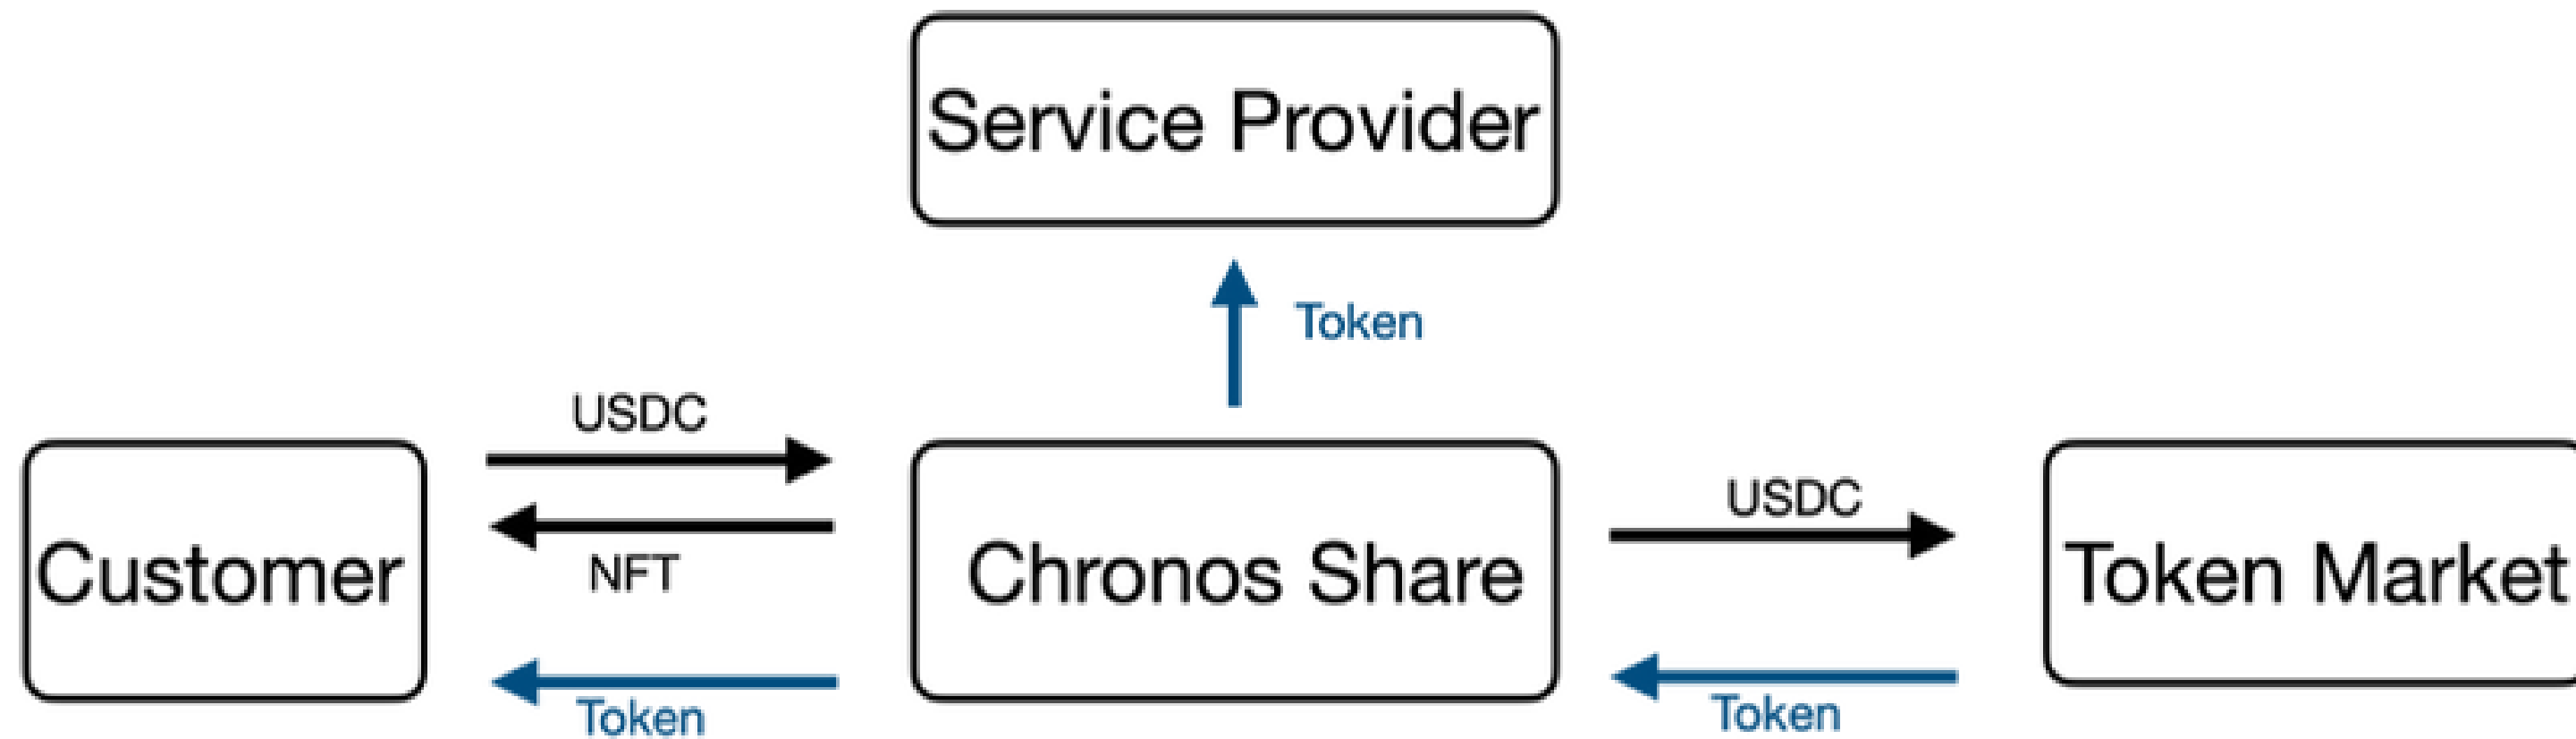 Service Provider
Token
USDC
USDC
Customer
NFT
Chronos Share
Token Market
Token
Token